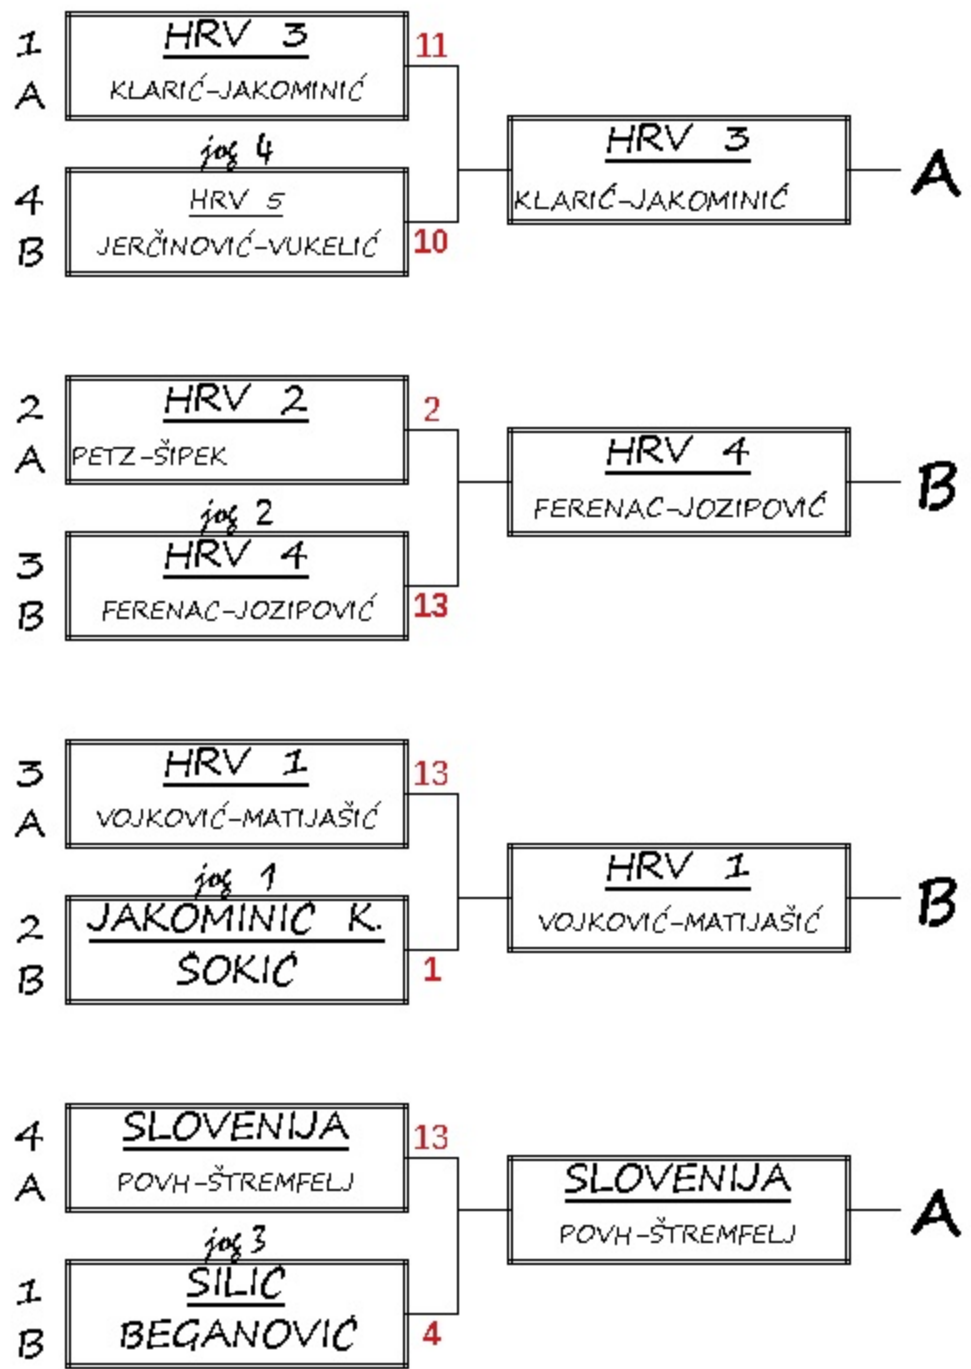 1
A
HRV 3
KLARIĆ-JAKOMINIĆ
11
jog 4
4
B
HRV 5
JERČINOVIĆ-VUKELIĆ
10
HRV 3
KLARIĆ-JAKOMINIĆ
A
2
A
HRV 2
PETZ-ŠIPEK
2
jog 2
3
B
HRV 4
FERENAC-JOZIPOVIĆ
13
HRV 4
FERENAC-JOZIPOVIĆ
B
3
A
HRV 1
VOJKOVIĆ-MATIJAŠIĆ
13
jog 1
2
B
JAKOMINIĆ K.
ŠOKIĆ
1
HRV 1
VOJKOVIĆ-MATIJAŠIĆ
B
4
A
SLOVENIJA
POVH-ŠTREMFELJ
13
jog 3
1
B
SILIĆ
BEGANOVIĆ
4
SLOVENIJA
POVH-ŠTREMFELJ
A